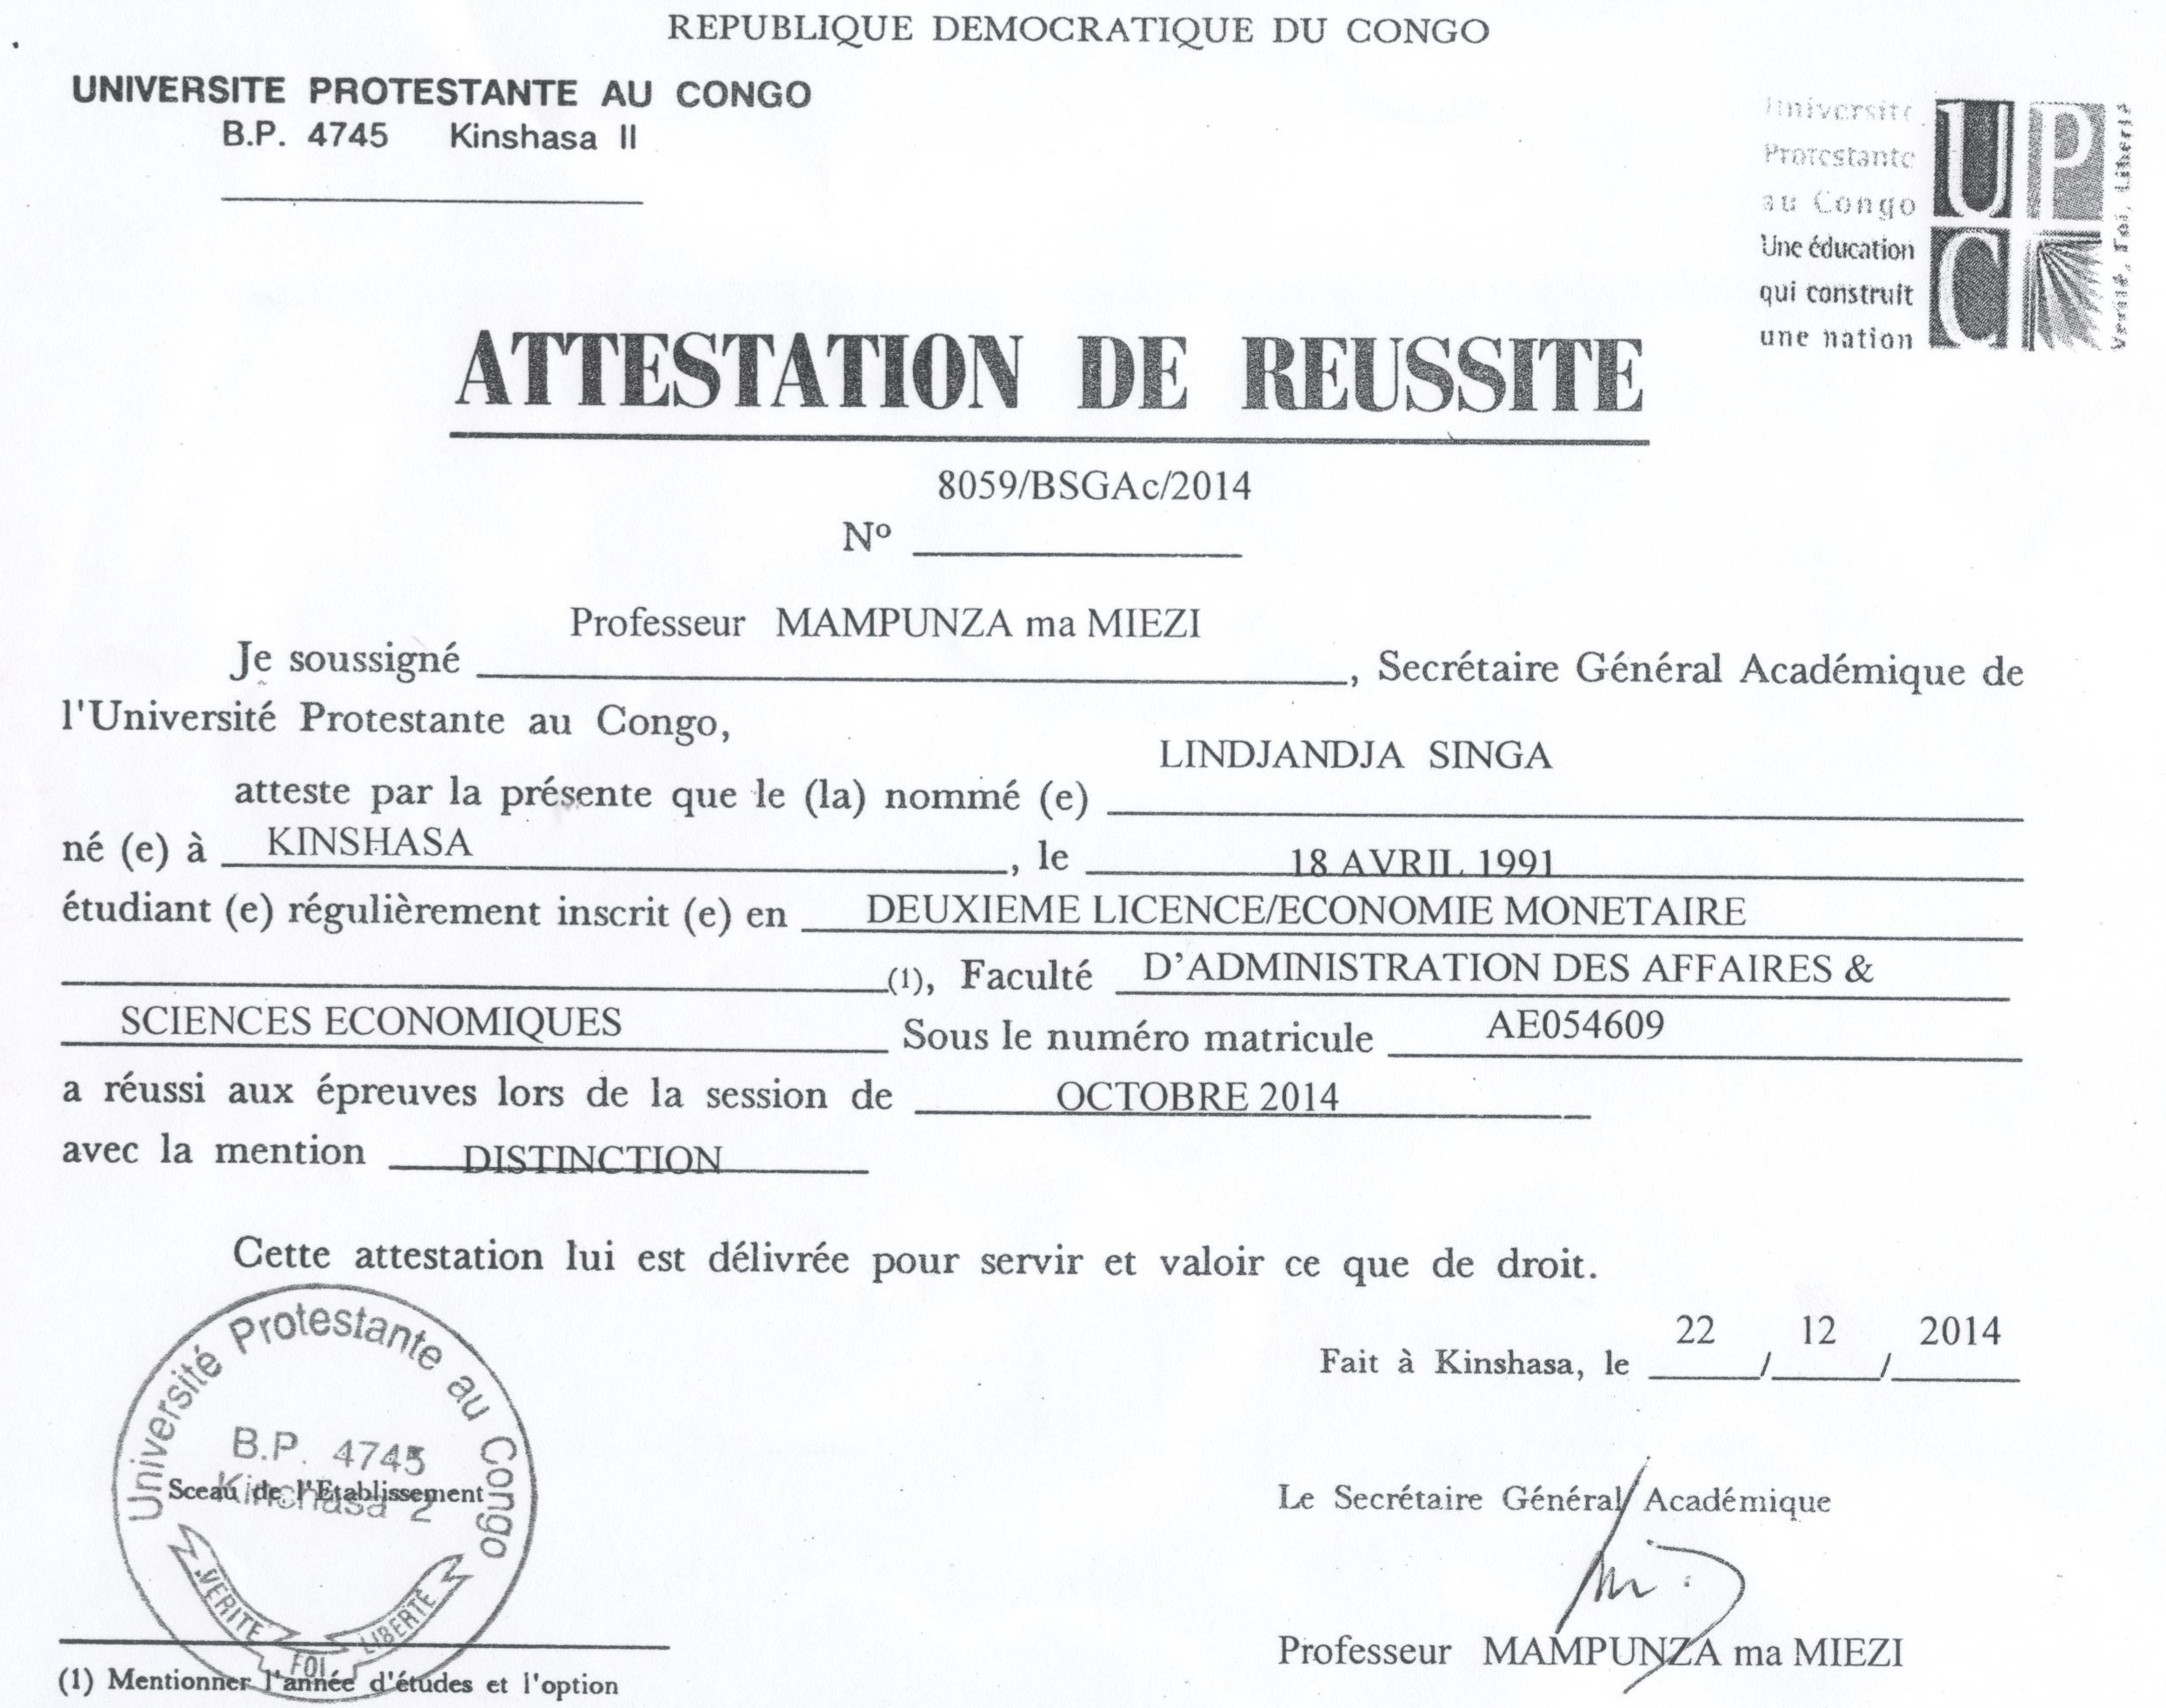 REPUBLIQUE DEMOCRATIQUE DU CONGO
UNIVERSITE PROTESTANTE AU CONGO
B.P. 4745 Kinshasa II
Université
Protestante
au Congo
Une éducation
qui construit
une nation
UPC
Verité, Foi, Liberté
ATTESTATION DE REUSSITE
8059/BSGAc/2014
Nº
Professeur MAMPUNZA ma MIEZI
Je soussigné , Secrétaire Général Académique de
l'Université Protestante au Congo,
LINDJANDJA SINGA
atteste par la présente que le (la) nommé (e)
né (e) à KINSHASA , le 18 AVRIL 1991
étudiant (e) régulièrement inscrit (e) en DEUXIEME LICENCE/ECONOMIE MONETAIRE
(1), Faculté D'ADMINISTRATION DES AFFAIRES &
SCIENCES ECONOMIQUES Sous le numéro matricule AE054609
a réussi aux épreuves lors de la session de OCTOBRE 2014
avec la mention DISTINCTION
Cette attestation lui est délivrée pour servir et valoir ce que de droit.
22 12 2014
Fait à Kinshasa, le / /
Université Protestante au Congo
B.P. 4745
Kinshasa 2
Sceau de l'Etablissement
VERITE FOI LIBERTE
Le Secrétaire Général Académique
Professeur MAMPUNZA ma MIEZI
(1) Mentionner l'année d'études et l'option